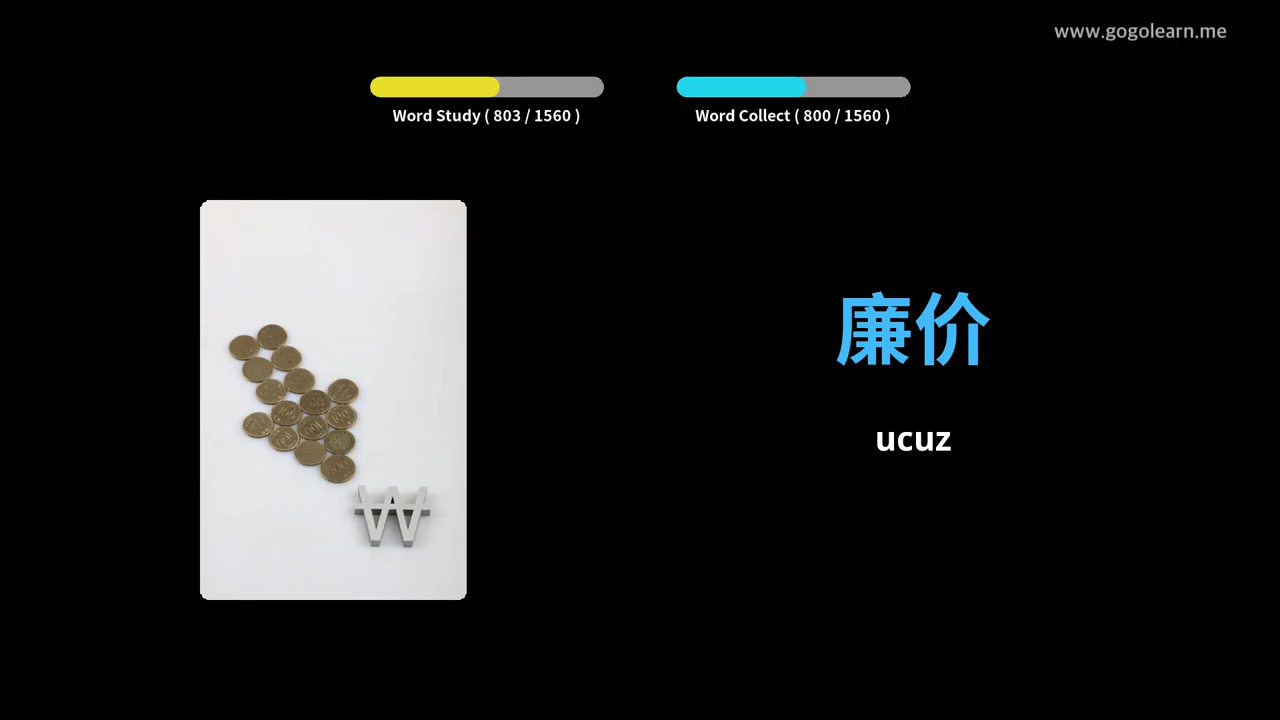 www.gogolearn.me
Word Study ( 803 / 1560 )
Word Collect ( 800 / 1560 )
廉价
ucuz
₩